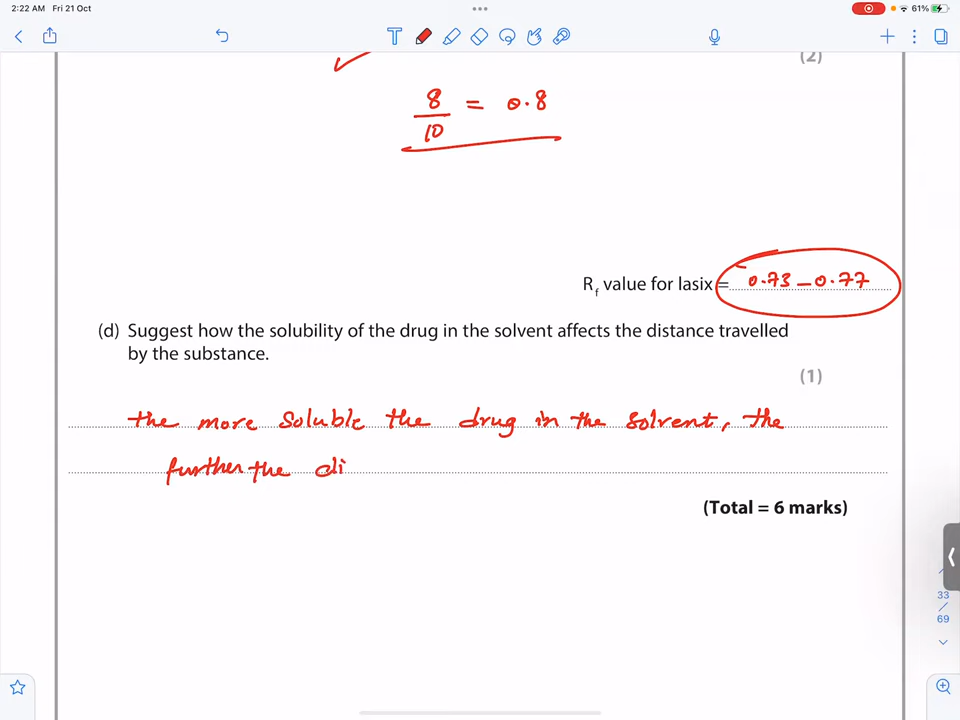 2:22 AM Fri 21 Oct
61%
(2)
8
10
= 0.8
Rf value for lasix = 0.73 – 0.77
(d) Suggest how the solubility of the drug in the solvent affects the distance travelled
by the substance.
(1)
the more soluble the drug in the solvent, the
further the di
(Total = 6 marks)
33
/
69